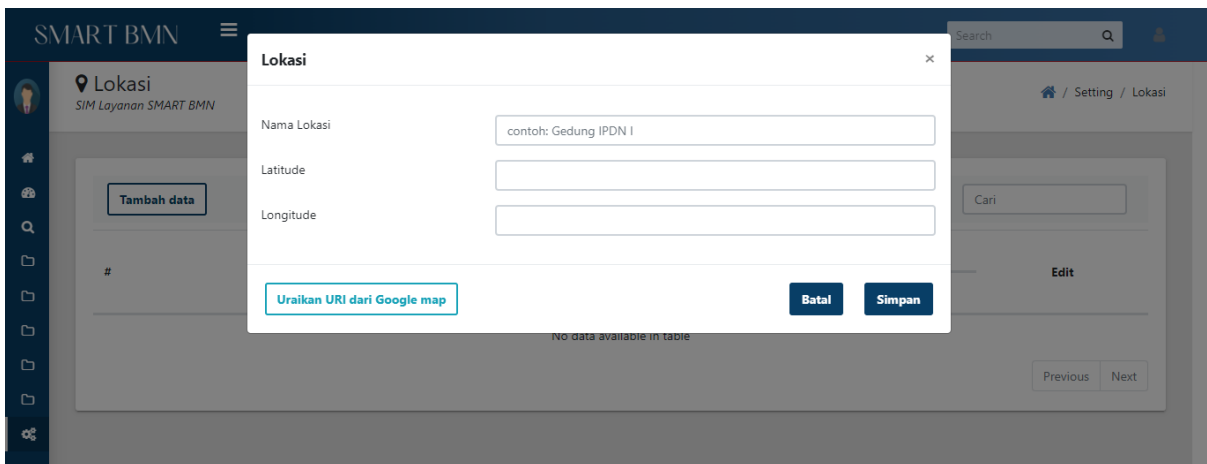 SMART BMN
Search
Lokasi
SIM Layanan SMART BMN
/ Setting / Lokasi
Lokasi
×
Nama Lokasi
contoh: Gedung IPDN I
Latitude
Longitude
Uraikan URI dari Google map
Batal
Simpan
Tambah data
Cari
#
Edit
No data available in table
Previous
Next